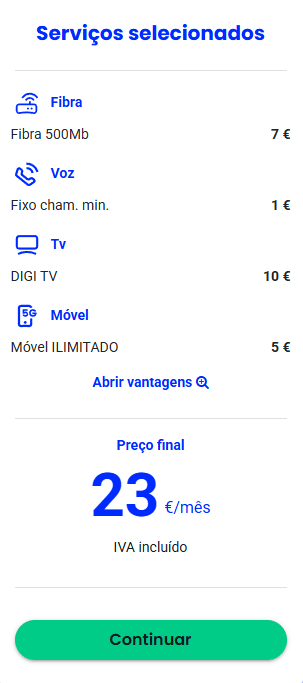 Serviços selecionados
Fibra
Fibra 500Mb 7 €
Voz
Fixo cham. min. 1 €
Tv
DIGI TV 10 €
5G Móvel
Móvel ILIMITADO 5 €
Abrir vantagens
Preço final
23 €/mês
IVA incluído
Continuar